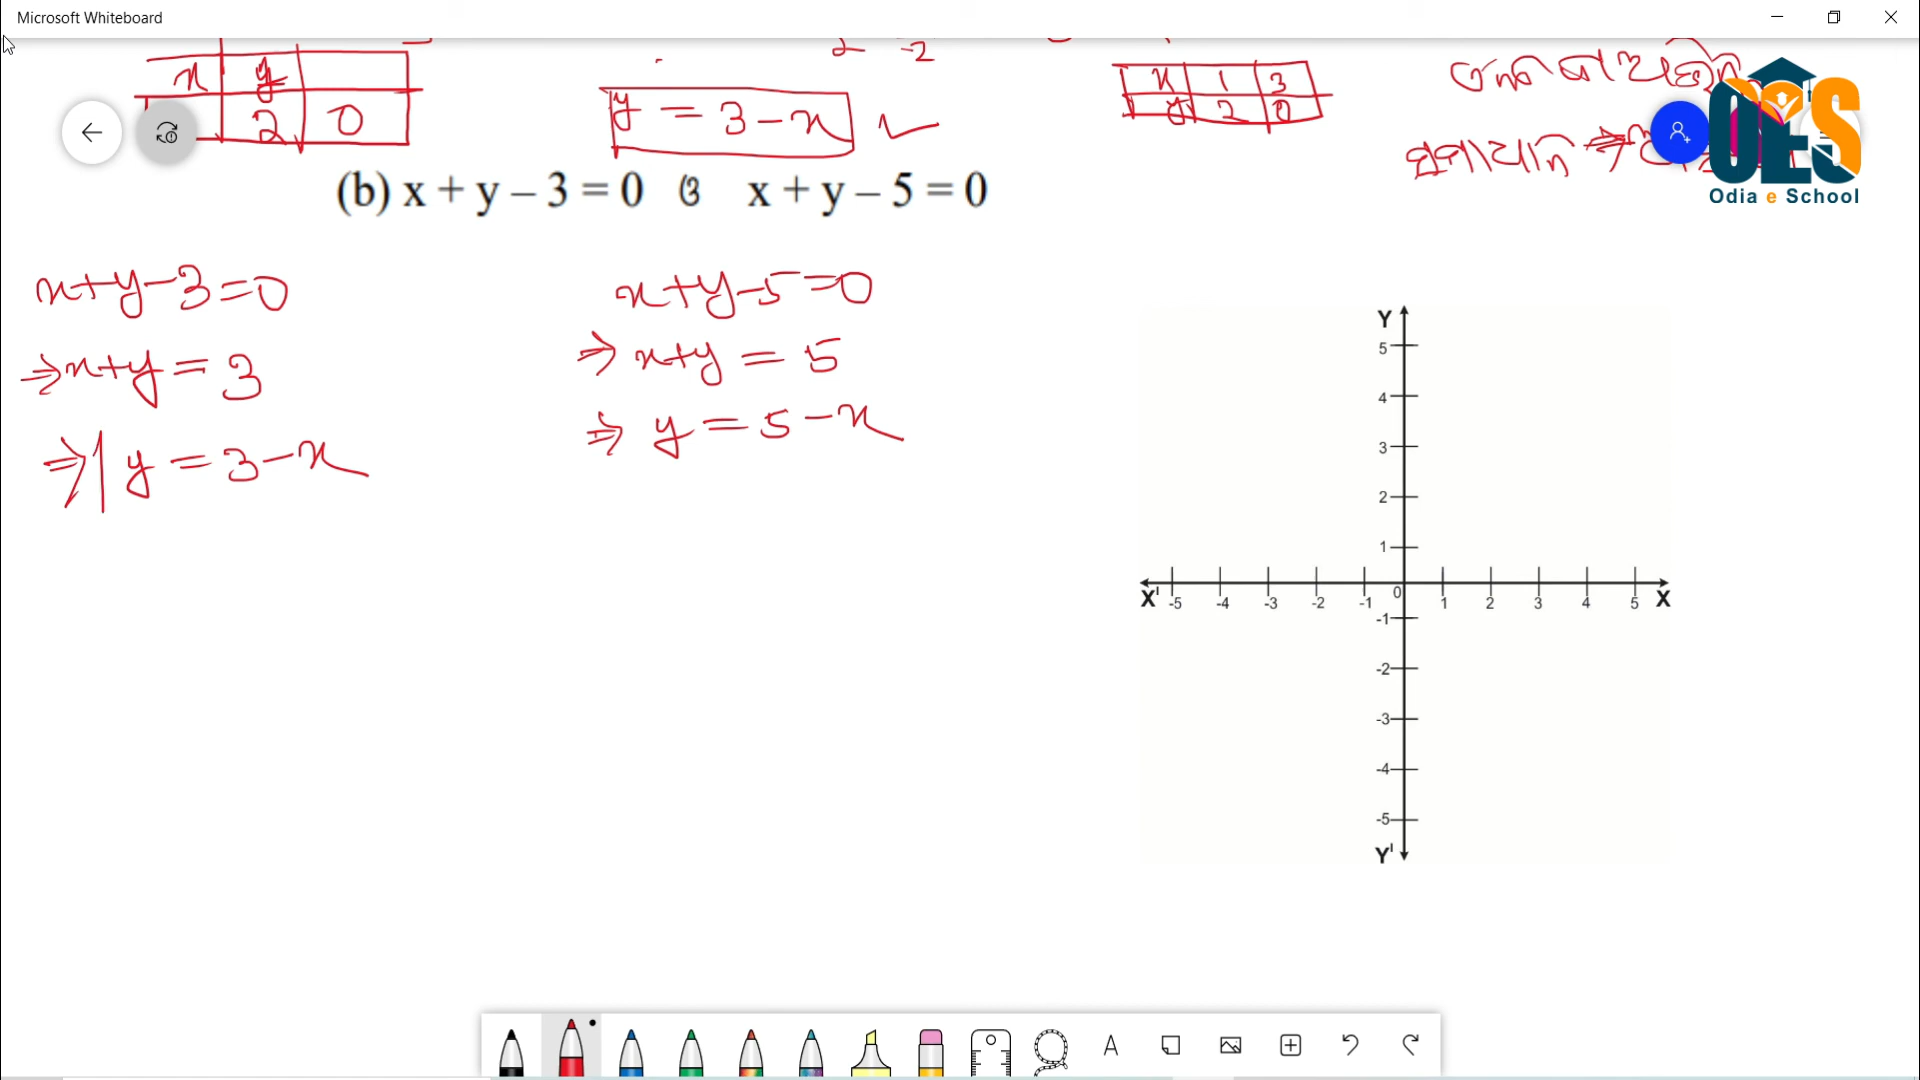 Microsoft Whiteboard
2 -2
x y
2 0
y = 3 - x
x 1 3
y 2 0
OES
Odia e School
(b) x + y – 3 = 0 ଓ x + y – 5 = 0
x+y-3=0
⇒ x+y = 3
⇒ y = 3 - x
x+y-5=0
⇒ x+y = 5
⇒ y = 5 - x
Y
5
4
3
2
1
X' -5 -4 -3 -2 -1 0 1 2 3 4 5 X
-1
-2
-3
-4
-5
Y'